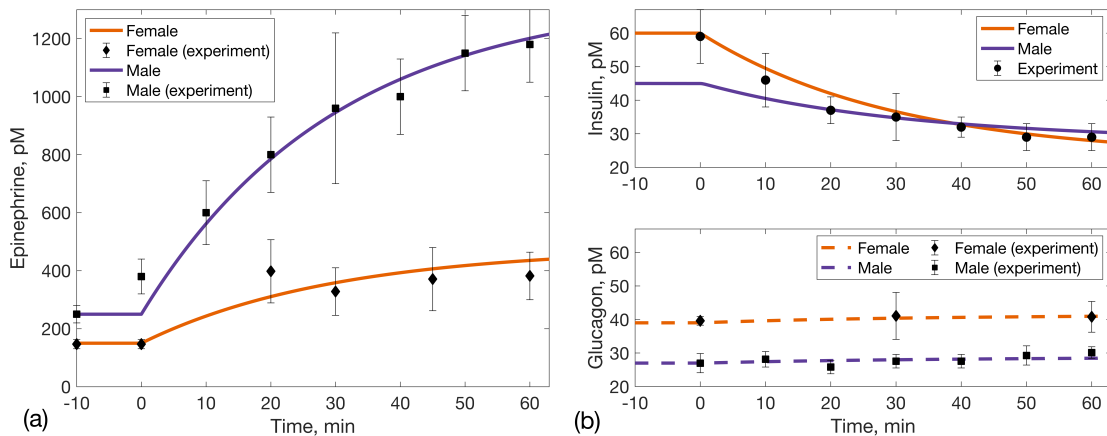 Epinephrine, pM
1200
1000
800
600
400
200
0
Female
Female (experiment)
Male
Male (experiment)
-10 0 10 20 30 40 50 60
Time, min
(a)
Insulin, pM
60
50
40
30
20
Female
Male
Experiment
-10 0 10 20 30 40 50 60
Glucagon, pM
60
50
40
30
20
Female Female (experiment)
Male Male (experiment)
-10 0 10 20 30 40 50 60
Time, min
(b)